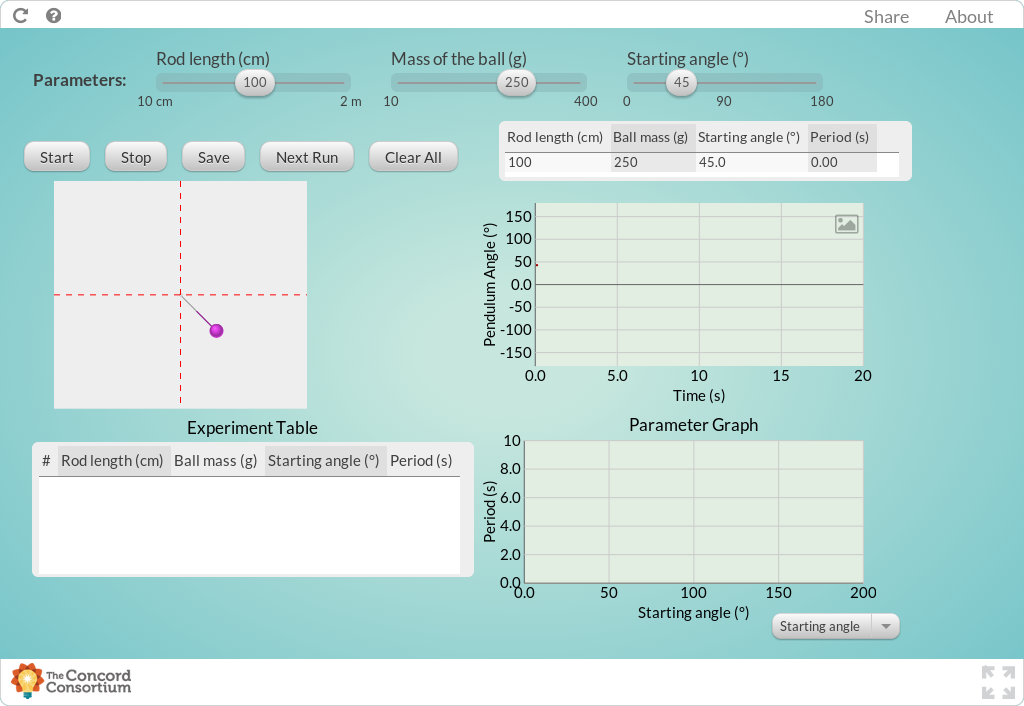 Share About
Parameters:
Rod length (cm)
100
10 cm 2 m
Mass of the ball (g)
250
10 400
Starting angle (°)
45
0 90 180
Start Stop Save Next Run Clear All
Rod length (cm) Ball mass (g) Starting angle (°) Period (s)
100 250 45.0 0.00
Pendulum Angle (°)
150
100
50
0.0
-50
-100
-150
0.0 5.0 10 15 20
Time (s)
Experiment Table
# Rod length (cm) Ball mass (g) Starting angle (°) Period (s)
Parameter Graph
Period (s)
10
8.0
6.0
4.0
2.0
0.0
0.0 50 100 150 200
Starting angle (°)
Starting angle
The Concord
Consortium